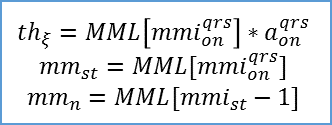 th_ξ = MML[mmi_on^qrs] * a_on^qrs
mm_st = MML[mmi_on^qrs]
mm_n = MML[mmi_st − 1]